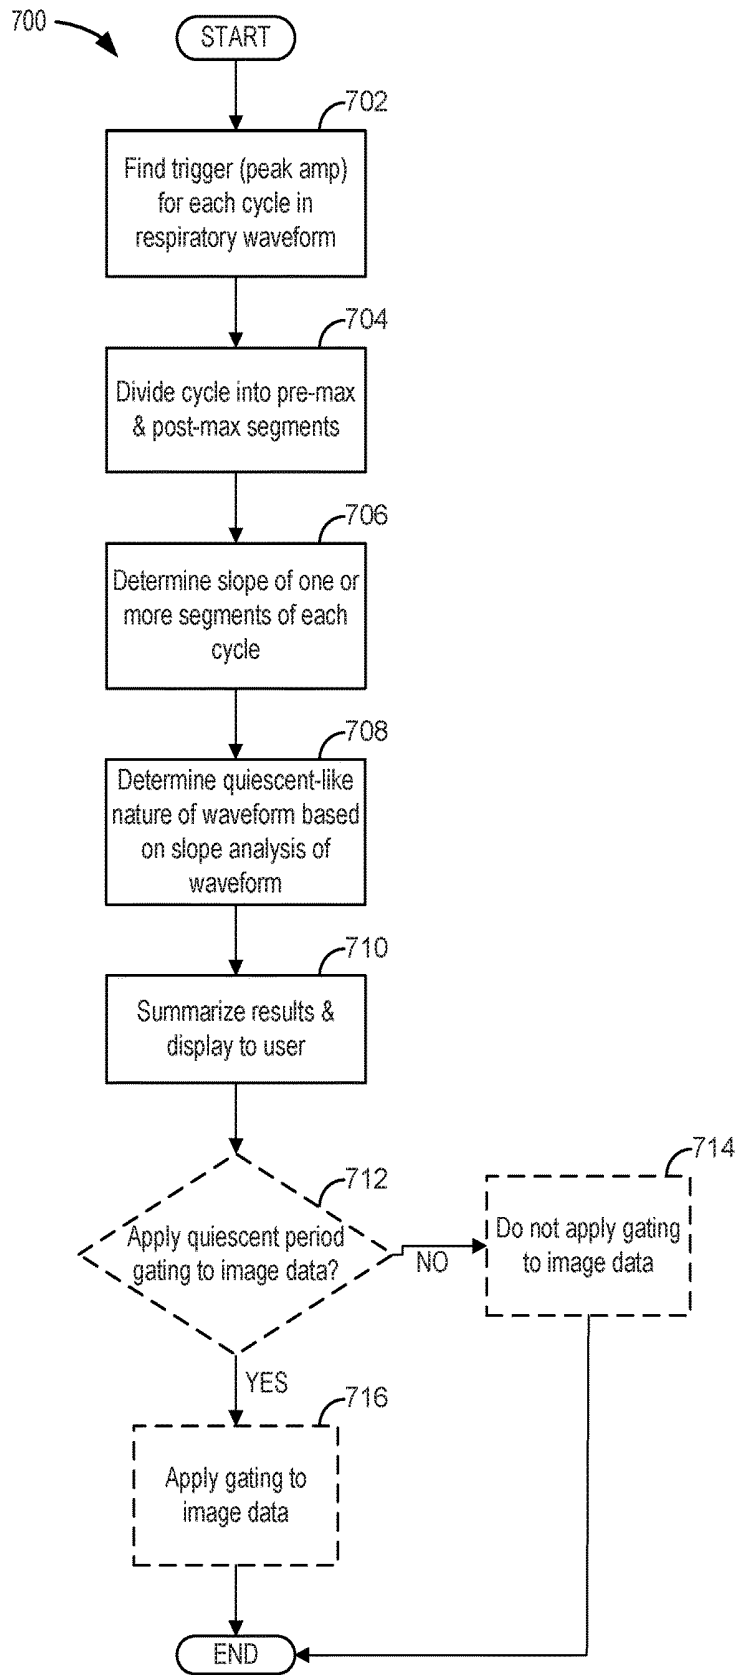 700
START
702
Find trigger (peak amp)
for each cycle in
respiratory waveform
704
Divide cycle into pre-max
& post-max segments
706
Determine slope of one or
more segments of each
cycle
708
Determine quiescent-like
nature of waveform based
on slope analysis of
waveform
710
Summarize results &
display to user
712
Apply quiescent period
gating to image data?
NO
714
Do not apply gating
to image data
YES
716
Apply gating to
image data
END